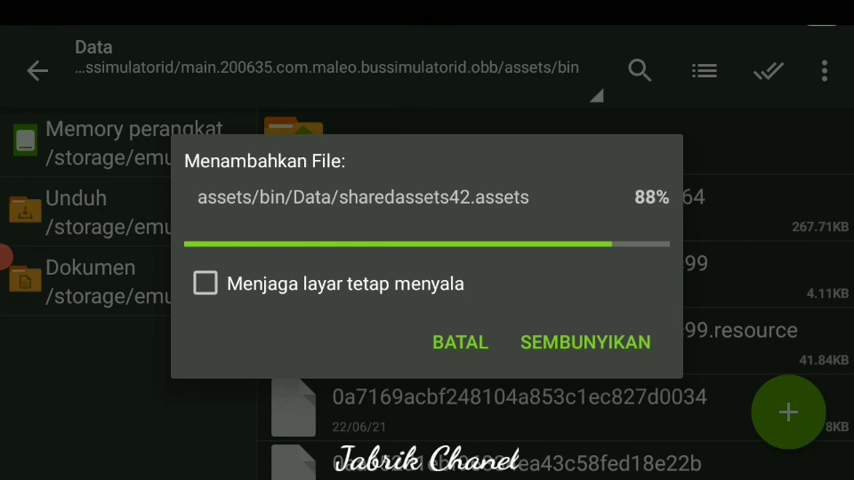 Data
...ssimulatorid/main.200635.com.maleo.bussimulatorid.obb/assets/bin
Memory perangkat
/storage/emu
Unduh
/storage/emu
Dokumen
/storage/emu
Menambahkan File:
assets/bin/Data/sharedassets42.assets 88%
Menjaga layar tetap menyala
BATAL SEMBUNYIKAN
64
267.71KB
99
4.11KB
99.resource
41.84KB
0a7169acbf248104a853c1ec827d0034
22/06/21
8KB
Jabrik Chanel
ea43c58fed18e22b